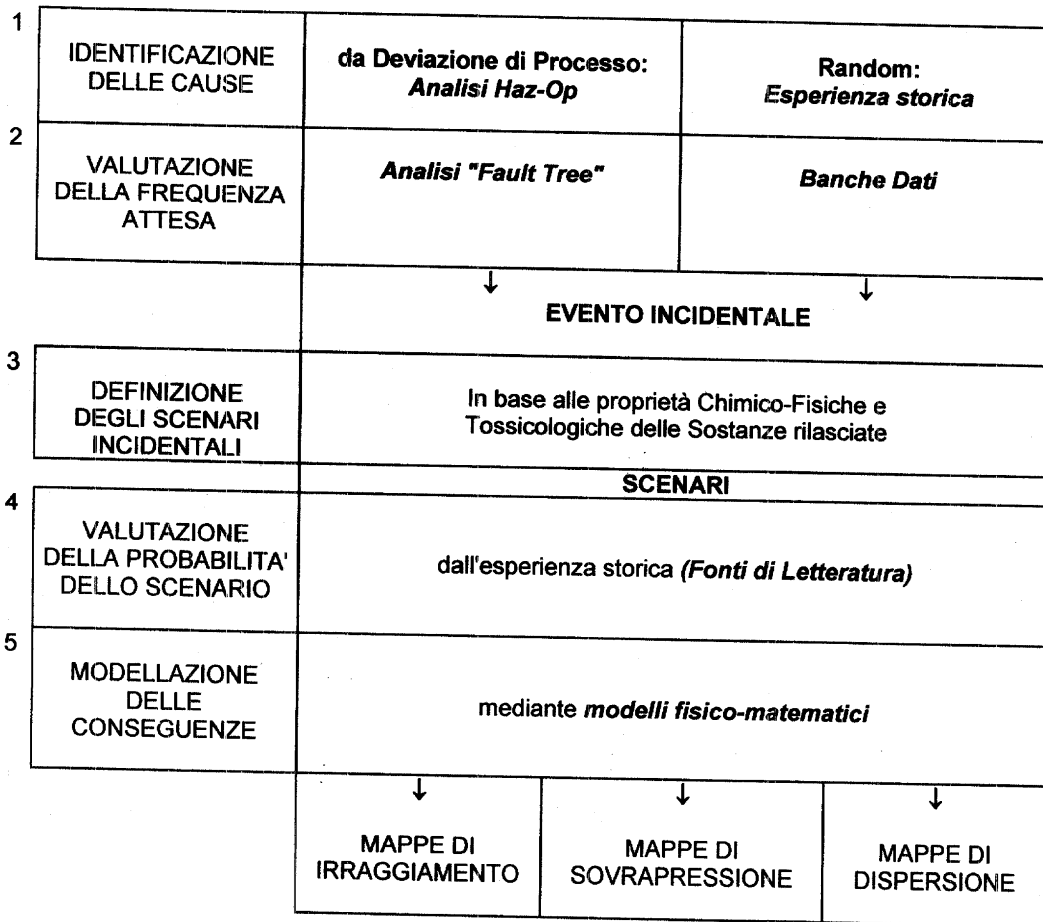 1
IDENTIFICAZIONE
DELLE CAUSE
da Deviazione di Processo:
Analisi Haz-Op
Random:
Esperienza storica
2
VALUTAZIONE
DELLA FREQUENZA
ATTESA
Analisi "Fault Tree"
Banche Dati
↓ ↓
EVENTO INCIDENTALE
3
DEFINIZIONE
DEGLI SCENARI
INCIDENTALI
In base alle proprietà Chimico-Fisiche e
Tossicologiche delle Sostanze rilasciate
SCENARI
4
VALUTAZIONE
DELLA PROBABILITA'
DELLO SCENARIO
dall'esperienza storica (Fonti di Letteratura)
5
MODELLAZIONE
DELLE
CONSEGUENZE
mediante modelli fisico-matematici
↓ ↓ ↓
MAPPE DI
IRRAGGIAMENTO
MAPPE DI
SOVRAPRESSIONE
MAPPE DI
DISPERSIONE